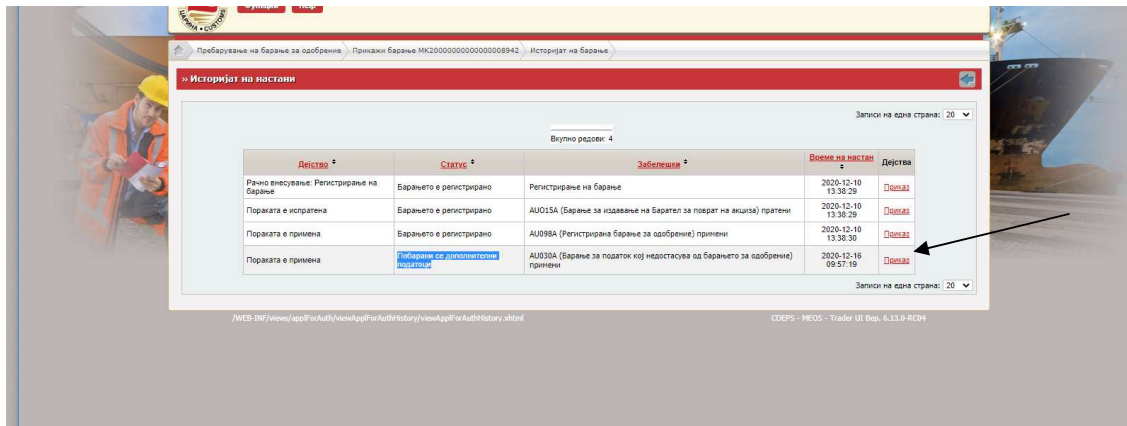 ЦАРИНА • CUSTOMS
Функции Help
Пребарување на барање за одобрение Прикажи барање MK20000000000000008942 Историјат на барање
» Историјат на настани
Записи на една страна: 20
Вкупно редови: 4
Дејство Статус Забелешки Време на настан Дејства
Рачно внесување: Регистрирање на барање Барањето е регистрирано Регистрирање на барање 2020-12-10 13:38:29 Приказ
Пораката е испратена Барањето е регистрирано AUO15A (Барање за издавање на Барател за поврат на акциза) пратени 2020-12-10 13:38:29 Приказ
Пораката е примена Барањето е регистрирано AU098A (Регистрирана барање за одобрение) примени 2020-12-10 13:38:30 Приказ
Пораката е примена Побарани се дополнителни податоци AU030A (Барање за податок кој недостасува од барањето за одобрение) примени 2020-12-16 09:57:19 Приказ
Записи на една страна: 20
/WEB-INF/views/applForAuth/viewApplForAuthHistory/viewApplForAuthHistory.xhtml CDEPS - MEOS - Trader UI Вер. 6.13.0-RC04